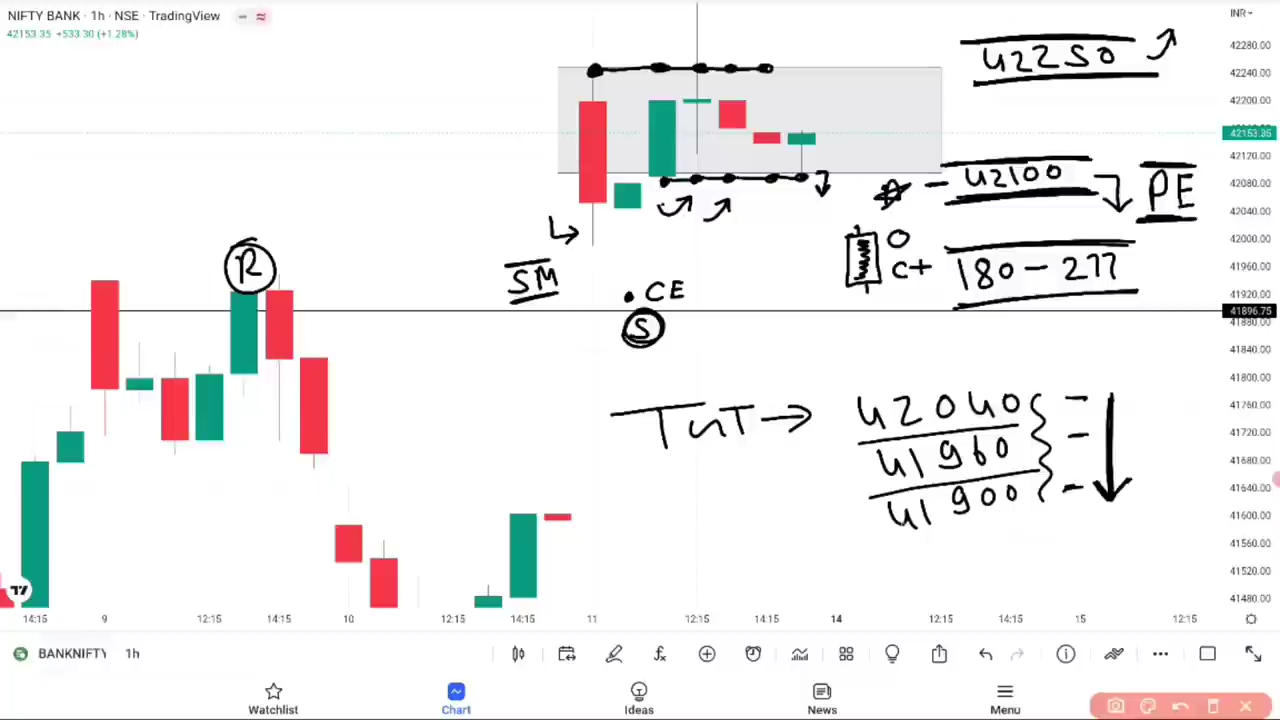 NIFTY BANK · 1h · NSE · TradingView
42153.35 +533.30 (+1.28%)
INR
42280.00
42240.00
42200.00
42153.35
42120.00
42080.00
42040.00
42000.00
41960.00
41920.00
41896.75
41880.00
41840.00
41800.00
41760.00
41720.00
41680.00
41640.00
41600.00
41560.00
41520.00
41480.00
42250
42100
PE
O
C+
180-277
R
SM
CE
S
TnT →
42040
41960
41900
14:15
9
12:15
14:15
10
12:15
14:15
11
12:15
14:15
14
12:15
14:15
15
12:15
BANKNIFTY 1h
Watchlist
Chart
Ideas
News
Menu